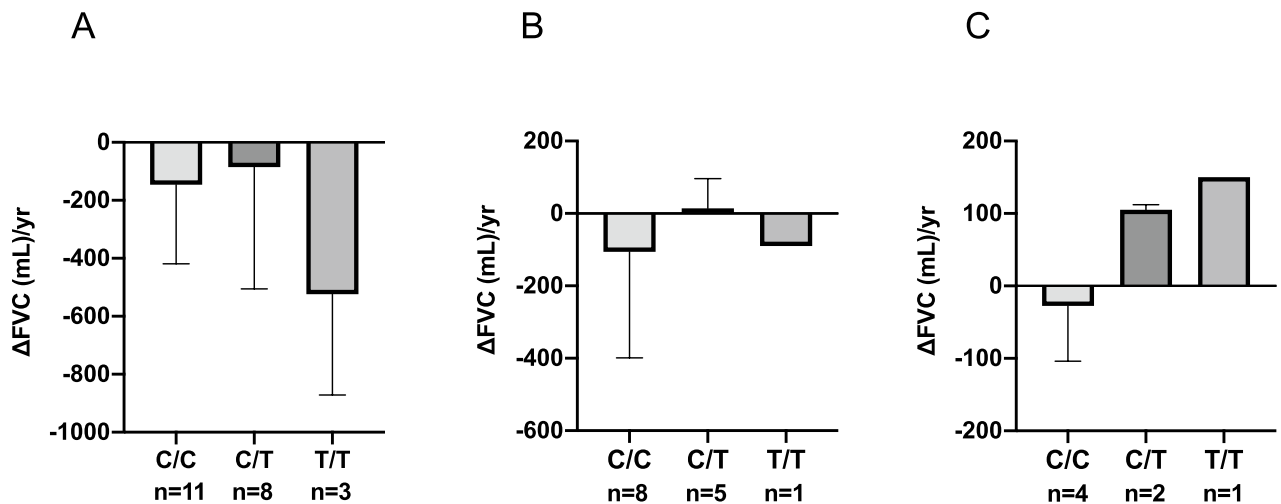 A
B
C
0
-200
-400
-600
-800
-1000
ΔFVC (mL)/yr
C/C C/T T/T
n=11 n=8 n=3
200
0
-200
-400
-600
ΔFVC (mL)/yr
C/C C/T T/T
n=8 n=5 n=1
200
100
0
-100
-200
ΔFVC (mL)/yr
C/C C/T T/T
n=4 n=2 n=1